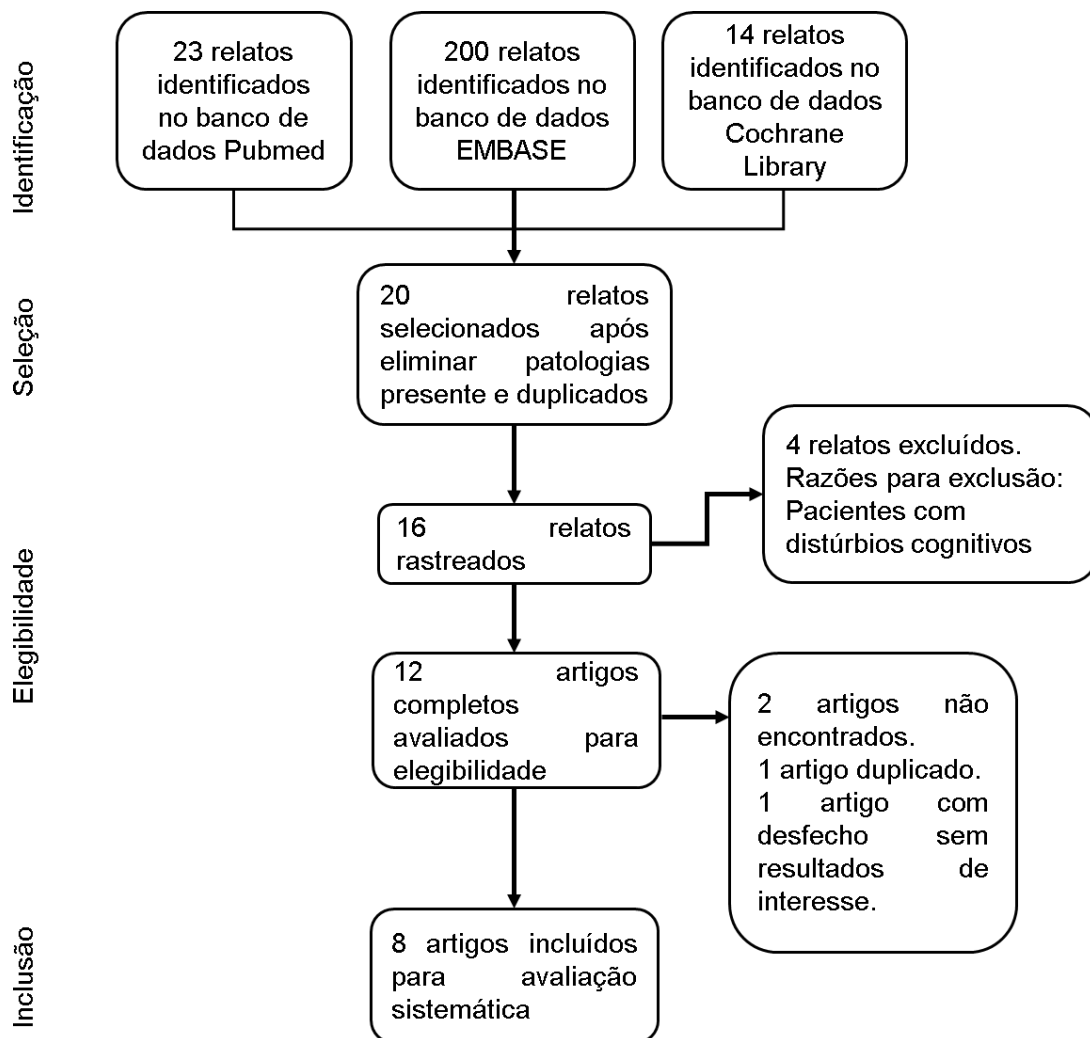 Identificação
23 relatos
identificados
no banco de
dados Pubmed
200 relatos
identificados no
banco de dados
EMBASE
14 relatos
identificados no
banco de dados
Cochrane
Library
Seleção
20 relatos
selecionados após
eliminar patologias
presente e duplicados
Elegibilidade
16 relatos
rastreados
4 relatos excluídos.
Razões para exclusão:
Pacientes com
distúrbios cognitivos
12 artigos
completos
avaliados para
elegibilidade
2 artigos não
encontrados.
1 artigo duplicado.
1 artigo com
desfecho sem
resultados de
interesse.
Inclusão
8 artigos incluídos
para avaliação
sistemática